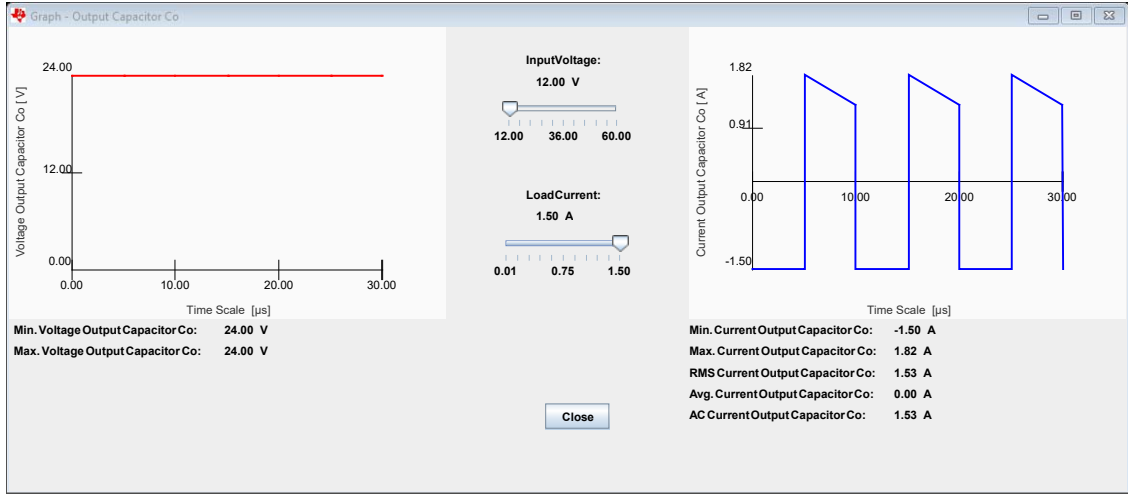 Graph - Output Capacitor Co
24.00
12.00
0.00
0.00 10.00 20.00 30.00
Voltage Output Capacitor Co [V]
Time Scale [µs]
Min. Voltage Output Capacitor Co: 24.00 V
Max. Voltage Output Capacitor Co: 24.00 V
InputVoltage:
12.00 V
12.00 36.00 60.00
LoadCurrent:
1.50 A
0.01 0.75 1.50
Close
1.82
0.91
0.00 10.00 20.00 30.00
-1.50
Current Output Capacitor Co [A]
Time Scale [µs]
Min. Current Output Capacitor Co: -1.50 A
Max. Current Output Capacitor Co: 1.82 A
RMS Current Output Capacitor Co: 1.53 A
Avg. Current Output Capacitor Co: 0.00 A
AC Current Output Capacitor Co: 1.53 A